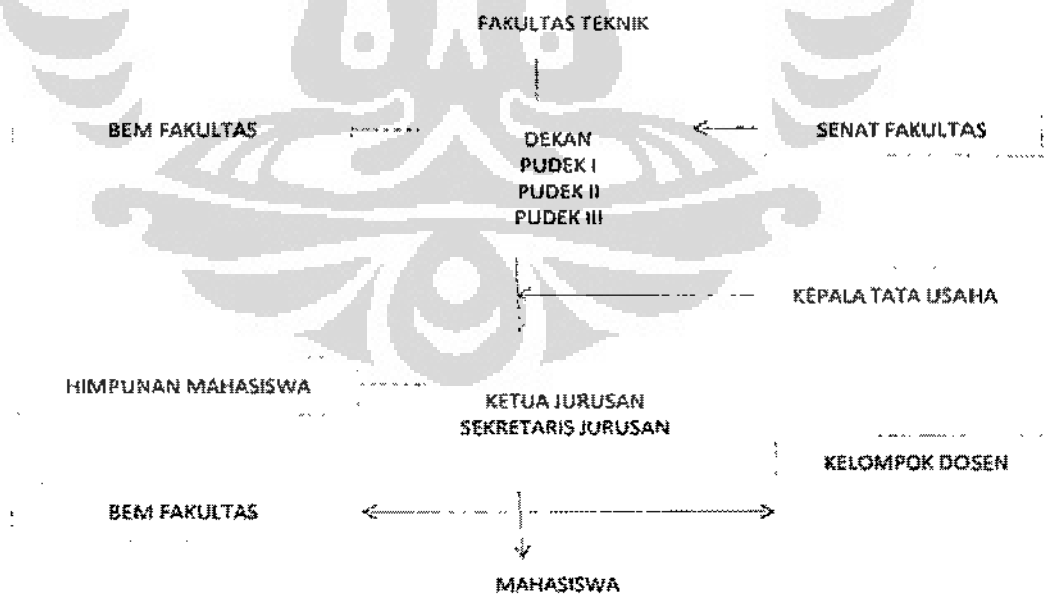 FAKULTAS TEKNIK
BEM FAKULTAS
DEKAN
PUDEK I
PUDEK II
PUDEK III
SENAT FAKULTAS
KEPALA TATA USAHA
HIMPUNAN MAHASISWA
KETUA JURUSAN
SEKRETARIS JURUSAN
KELOMPOK DOSEN
BEM FAKULTAS
MAHASISWA